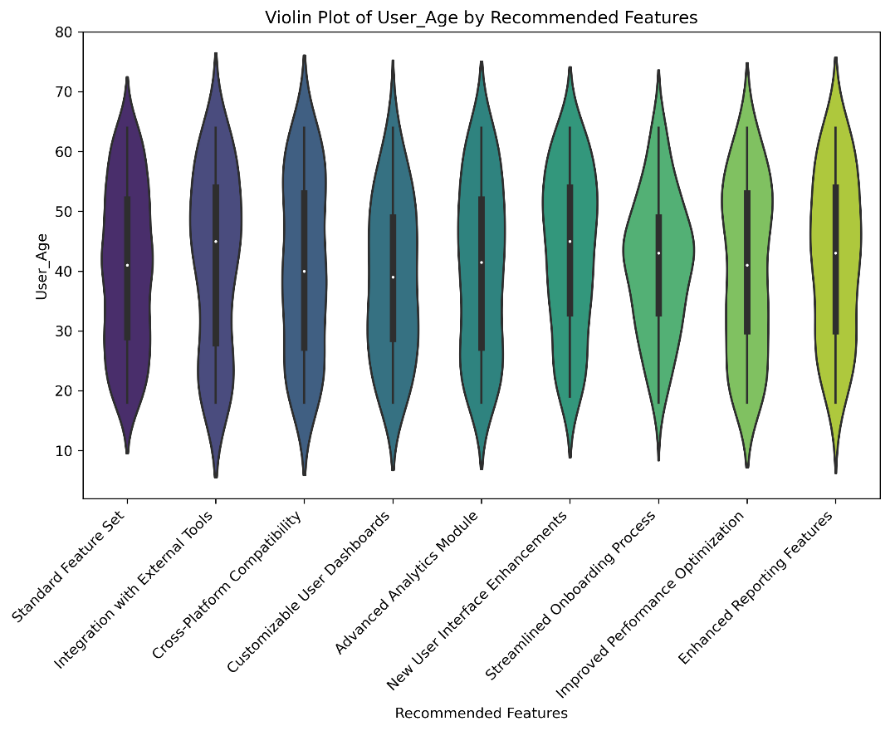 Violin Plot of User_Age by Recommended Features
80
70
60
50
40
30
20
10
User_Age
Standard Feature Set
Integration with External Tools
Cross-Platform Compatibility
Customizable User Dashboards
Advanced Analytics Module
New User Interface Enhancements
Streamlined Onboarding Process
Improved Performance Optimization
Enhanced Reporting Features
Recommended Features